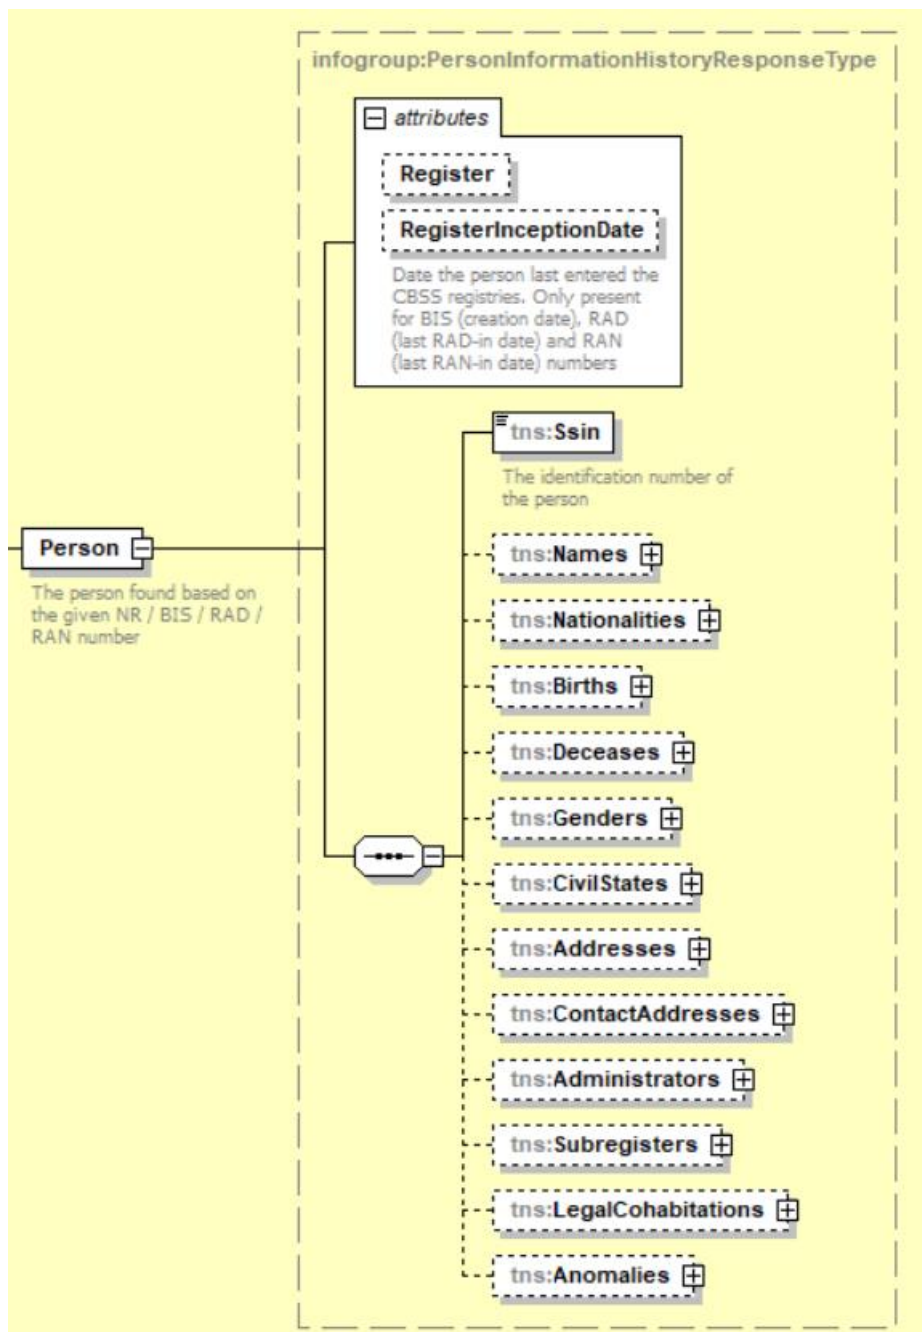 infogroup:PersonInformationHistoryResponseType
attributes
Register
RegisterInceptionDate
Date the person last entered the
CBSS registries. Only present
for BIS (creation date), RAD
(last RAD-in date) and RAN
(last RAN-in date) numbers
tns:Ssin
The identification number of
the person
Person
The person found based on
the given NR / BIS / RAD /
RAN number
tns:Names
tns:Nationalities
tns:Births
tns:Deceases
tns:Genders
tns:CivilStates
tns:Addresses
tns:ContactAddresses
tns:Administrators
tns:Subregisters
tns:LegalCohabitations
tns:Anomalies